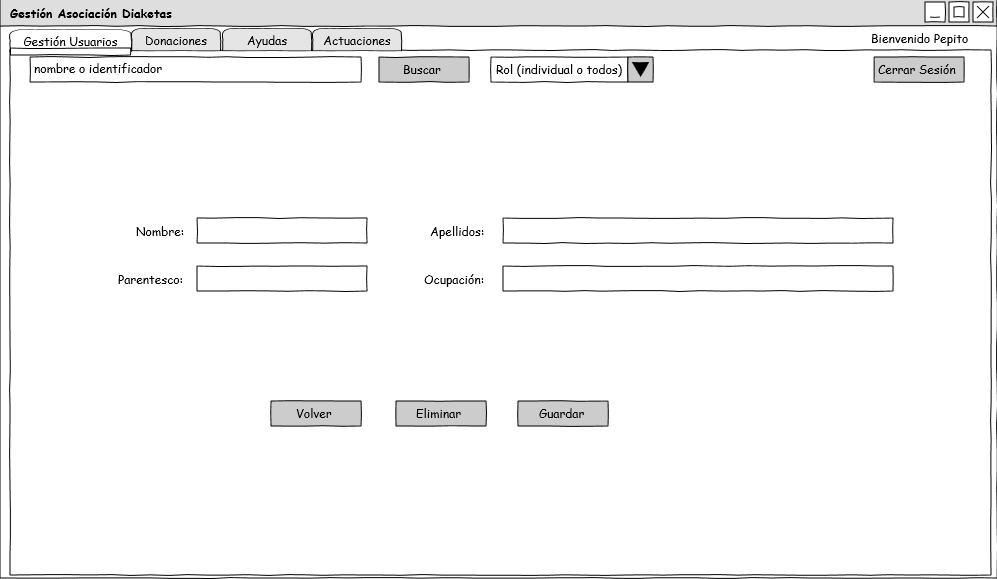 Gestión Asociación Diaketas
Gestión Usuarios Donaciones Ayudas Actuaciones Bienvenido Pepito
nombre o identificador Buscar Rol (individual o todos) Cerrar Sesión
Nombre: Apellidos:
Parentesco: Ocupación:
Volver Eliminar Guardar